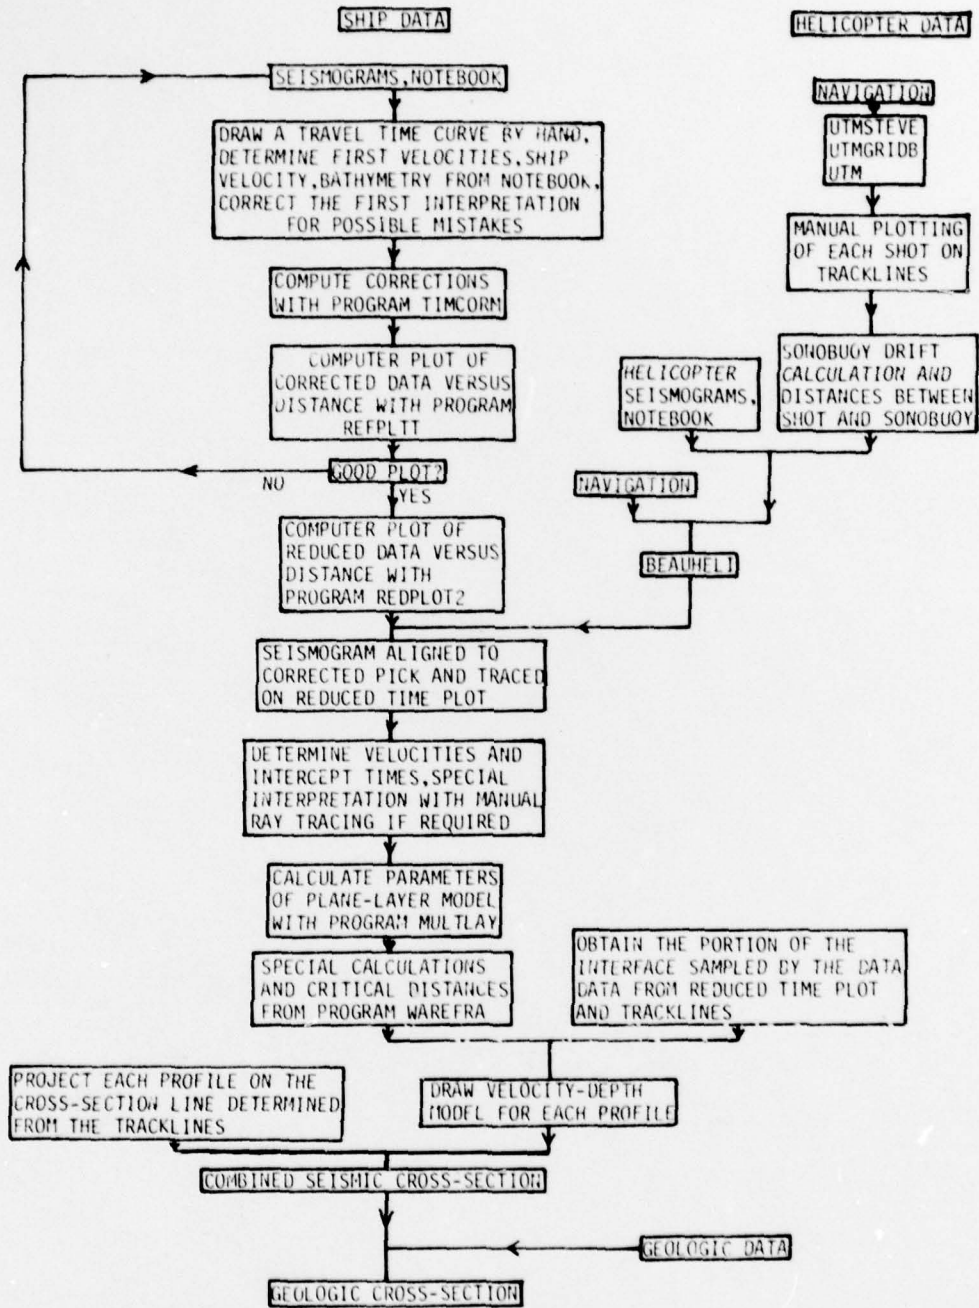 SHIP DATA
HELICOPTER DATA
SEISMOGRAMS,NOTEBOOK
NAVIGATION
DRAW A TRAVEL TIME CURVE BY HAND,
DETERMINE FIRST VELOCITIES,SHIP
VELOCITY,BATHYMETRY FROM NOTEBOOK,
CORRECT THE FIRST INTERPRETATION
FOR POSSIBLE MISTAKES
UTMSTEVE
UTMGRIDB
UTM
MANUAL PLOTTING
OF EACH SHOT ON
TRACKLINES
COMPUTE CORRECTIONS
WITH PROGRAM TIMCORM
COMPUTER PLOT OF
CORRECTED DATA VERSUS
DISTANCE WITH PROGRAM
REFPLTT
HELICOPTER
SEISMOGRAMS,
NOTEBOOK
SONOBUOY DRIFT
CALCULATION AND
DISTANCES BETWEEN
SHOT AND SONOBUOY
GOOD PLOT?
NO
YES
NAVIGATION
COMPUTER PLOT OF
REDUCED DATA VERSUS
DISTANCE WITH
PROGRAM REDPLOT2
BEAUHELI
SEISMOGRAM ALIGNED TO
CORRECTED PICK AND TRACED
ON REDUCED TIME PLOT
DETERMINE VELOCITIES AND
INTERCEPT TIMES,SPECIAL
INTERPRETATION WITH MANUAL
RAY TRACING IF REQUIRED
CALCULATE PARAMETERS
OF PLANE-LAYER MODEL
WITH PROGRAM MULTLAY
SPECIAL CALCULATIONS
AND CRITICAL DISTANCES
FROM PROGRAM WAREFRA
OBTAIN THE PORTION OF THE
INTERFACE SAMPLED BY THE DATA
DATA FROM REDUCED TIME PLOT
AND TRACKLINES
PROJECT EACH PROFILE ON THE
CROSS-SECTION LINE DETERMINED
FROM THE TRACKLINES
DRAW VELOCITY-DEPTH
MODEL FOR EACH PROFILE
COMBINED SEISMIC CROSS-SECTION
GEOLOGIC DATA
GEOLOGIC CROSS-SECTION